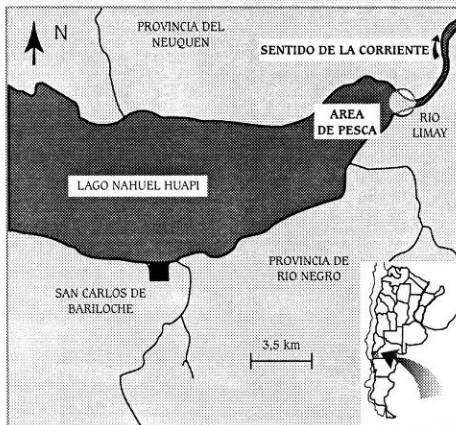 N
PROVINCIA DEL
NEUQUEN
SENTIDO DE LA CORRIENTE
AREA
DE PESCA
RIO
LIMAY
LAGO NAHUEL HUAPI
PROVINCIA DE
RIO NEGRO
SAN CARLOS DE
BARILOCHE
3,5 km